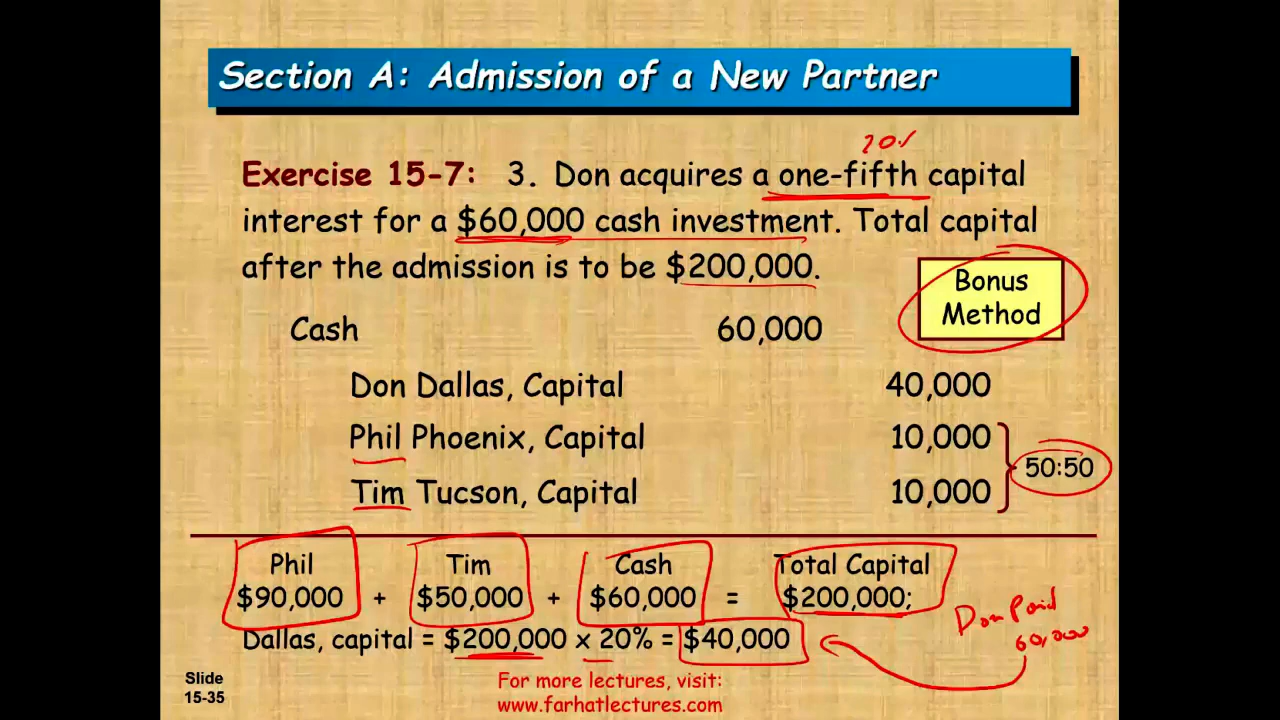 Section A: Admission of a New Partner
20%
Exercise 15-7: 3. Don acquires a one-fifth capital
interest for a $60,000 cash investment. Total capital
after the admission is to be $200,000.
Bonus
Method
Cash 60,000
Don Dallas, Capital 40,000
Phil Phoenix, Capital 10,000
50:50
Tim Tucson, Capital 10,000
Phil Tim Cash Total Capital
$90,000 + $50,000 + $60,000 = $200,000;
Don Paid
60,000
Dallas, capital = $200,000 x 20% = $40,000
Slide
15-35
For more lectures, visit:
www.farhatlectures.com